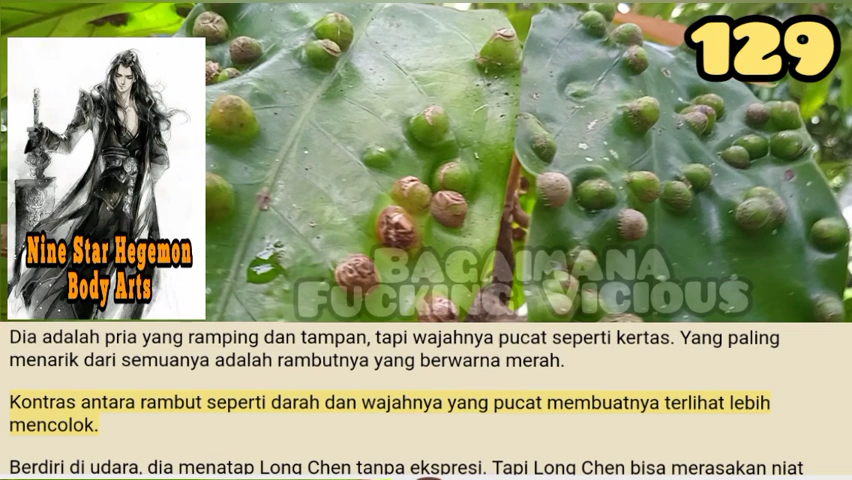 129
Nine Star Hegemon
Body Arts
BAGAIMANA
FUCKING VICIOUS
Dia adalah pria yang ramping dan tampan, tapi wajahnya pucat seperti kertas. Yang paling
menarik dari semuanya adalah rambutnya yang berwarna merah.
Kontras antara rambut seperti darah dan wajahnya yang pucat membuatnya terlihat lebih
mencolok.
Berdiri di udara, dia menatap Long Chen tanpa ekspresi. Tapi Long Chen bisa merasakan niat